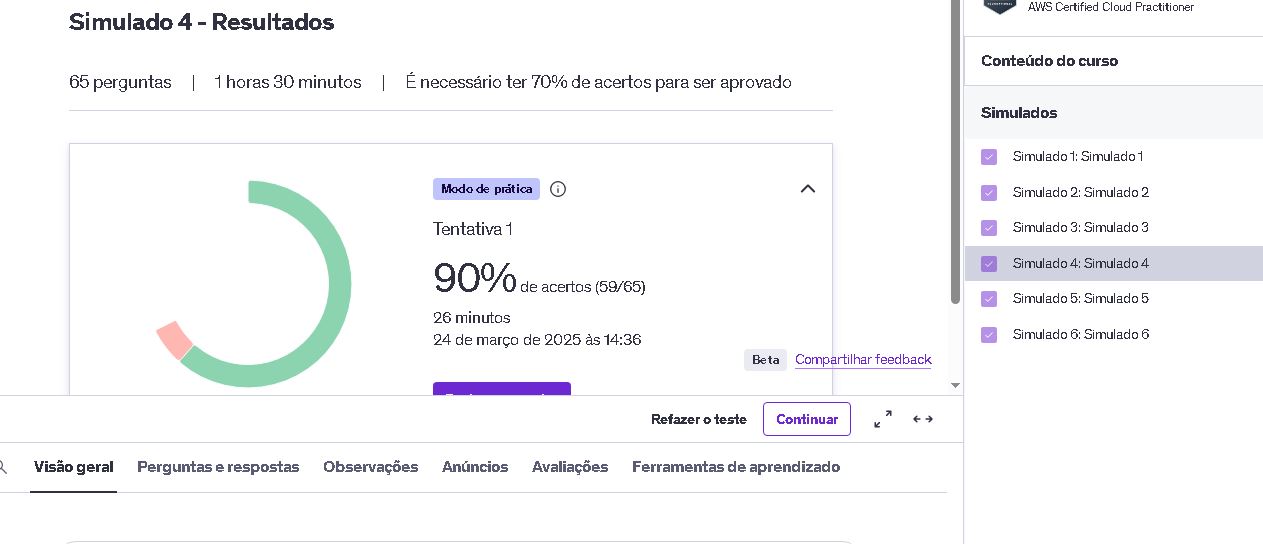 Simulado 4 - Resultados
65 perguntas | 1 horas 30 minutos | É necessário ter 70% de acertos para ser aprovado
Modo de prática
Tentativa 1
90% de acertos (59/65)
26 minutos
24 de março de 2025 às 14:36
Beta Compartilhar feedback
Refazer o teste Continuar
Visão geral Perguntas e respostas Observações Anúncios Avaliações Ferramentas de aprendizado
AWS Certified Cloud Practitioner
Conteúdo do curso
Simulados
Simulado 1: Simulado 1
Simulado 2: Simulado 2
Simulado 3: Simulado 3
Simulado 4: Simulado 4
Simulado 5: Simulado 5
Simulado 6: Simulado 6